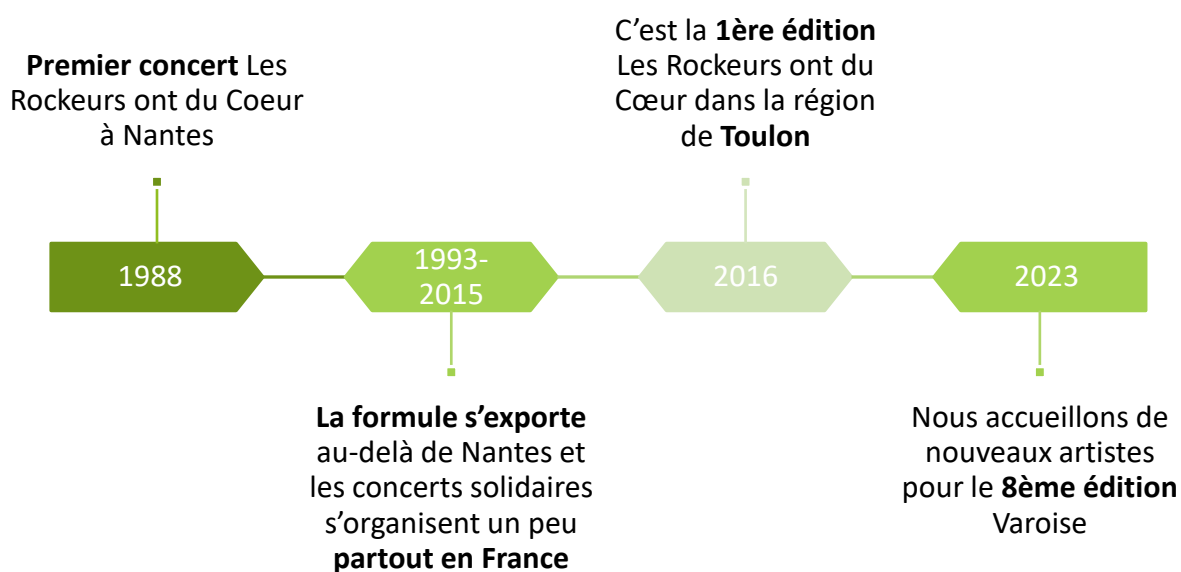 Premier concert Les
Rockeurs ont du Coeur
à Nantes
C’est la 1ère édition
Les Rockeurs ont du
Cœur dans la région
de Toulon
1988
1993-
2015
2016
2023
La formule s’exporte
au-delà de Nantes et
les concerts solidaires
s’organisent un peu
partout en France
Nous accueillons de
nouveaux artistes
pour le 8ème édition
Varoise